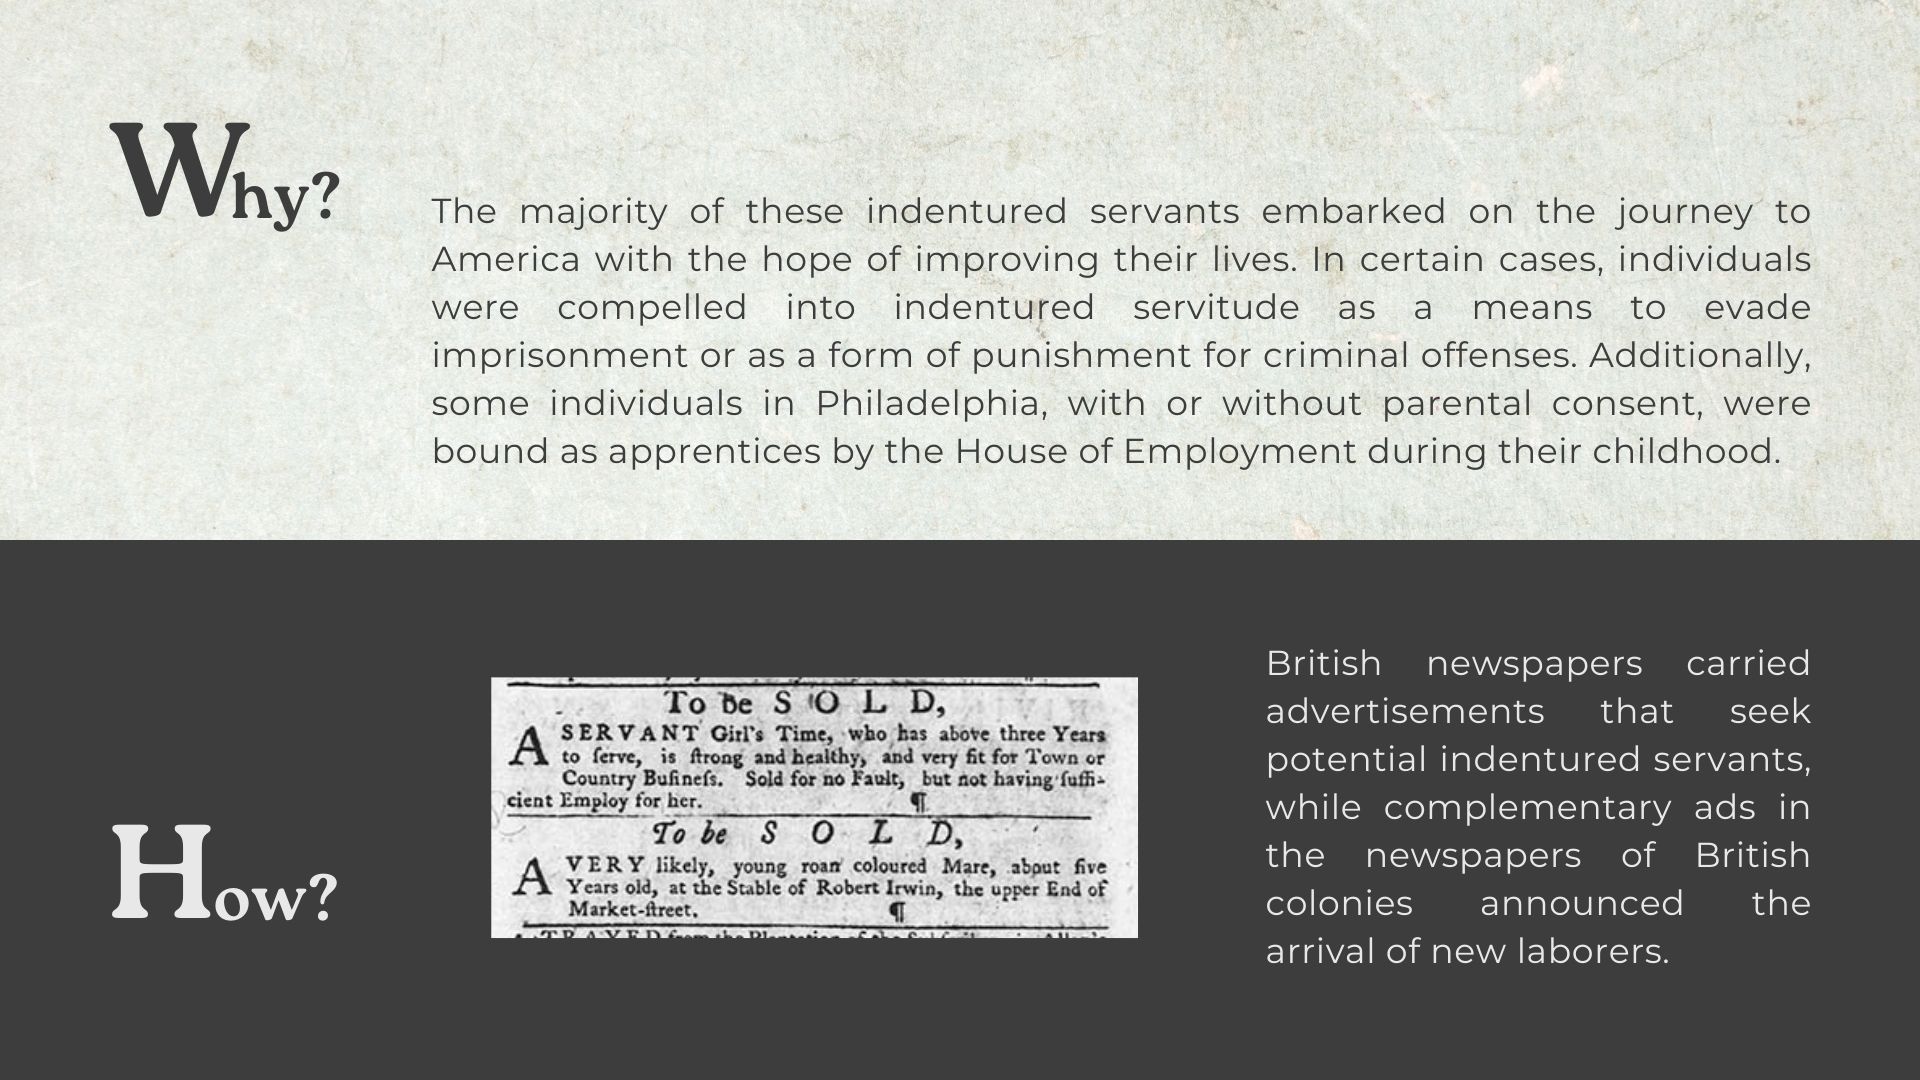 Why?
The majority of these indentured servants embarked on the journey to
America with the hope of improving their lives. In certain cases, individuals
were compelled into indentured servitude as a means to evade
imprisonment or as a form of punishment for criminal offenses. Additionally,
some individuals in Philadelphia, with or without parental consent, were
bound as apprentices by the House of Employment during their childhood.
How?
To be SOLD,
A SERVANT Girl's Time, who has above three Years
to ſerve, is ſtrong and healthy, and very fit for Town or
Country Buſineſs. Sold for no Fault, but not having ſuffi-
cient Employ for her. ¶
To be SOLD,
A VERY likely, young roan coloured Mare, about five
Years old, at the Stable of Robert Irwin, the upper End of
Market-ſtreet. ¶
British newspapers carried
advertisements that seek
potential indentured servants,
while complementary ads in
the newspapers of British
colonies announced the
arrival of new laborers.